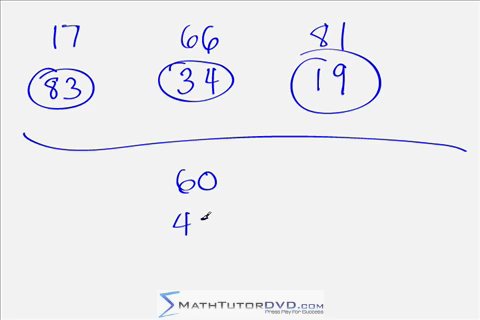 17 66 81
83 34 19
60
4
MATHTUTORDVD.COM
Press Play For Success